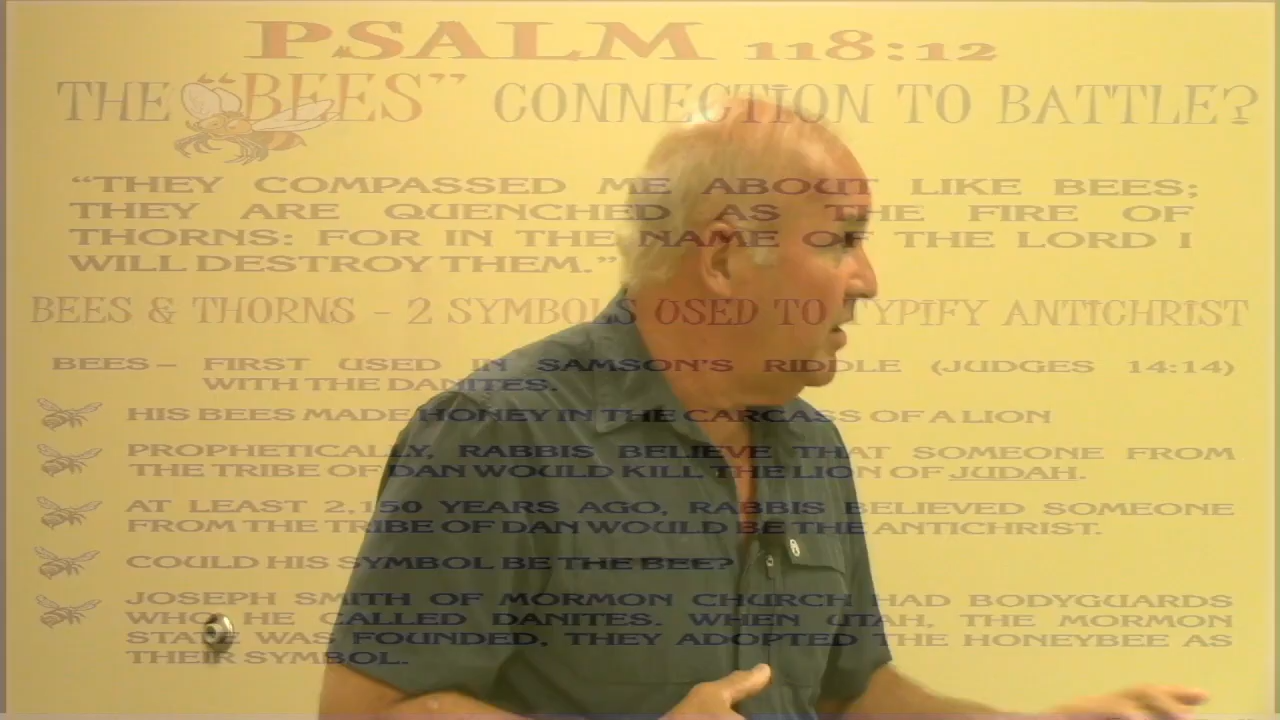 PSALM 118:12
THE "BEES" CONNECTION TO BATTLE?
"THEY COMPASSED ME ABOUT LIKE BEES;
THEY ARE QUENCHED AS THE FIRE OF
THORNS: FOR IN THE NAME OF THE LORD I
WILL DESTROY THEM."
BEES & THORNS - 2 SYMBOLS USED TO TYPIFY ANTICHRIST
BEES – FIRST USED IN SAMSON'S RIDDLE (JUDGES 14:14)
WITH THE DANITES.
HIS BEES MADE HONEY IN THE CARCASS OF A LION
PROPHETICALLY, RABBIS BELIEVE THAT SOMEONE FROM
THE TRIBE OF DAN WOULD KILL THE LION OF JUDAH.
AT LEAST 2,150 YEARS AGO, RABBIS BELIEVED SOMEONE
FROM THE TRIBE OF DAN WOULD BE THE ANTICHRIST.
COULD HIS SYMBOL BE THE BEE?
JOSEPH SMITH OF MORMON CHURCH HAD BODYGUARDS
WHO HE CALLED DANITES. WHEN UTAH, THE MORMON
STATE WAS FOUNDED, THEY ADOPTED THE HONEYBEE AS
THEIR SYMBOL.